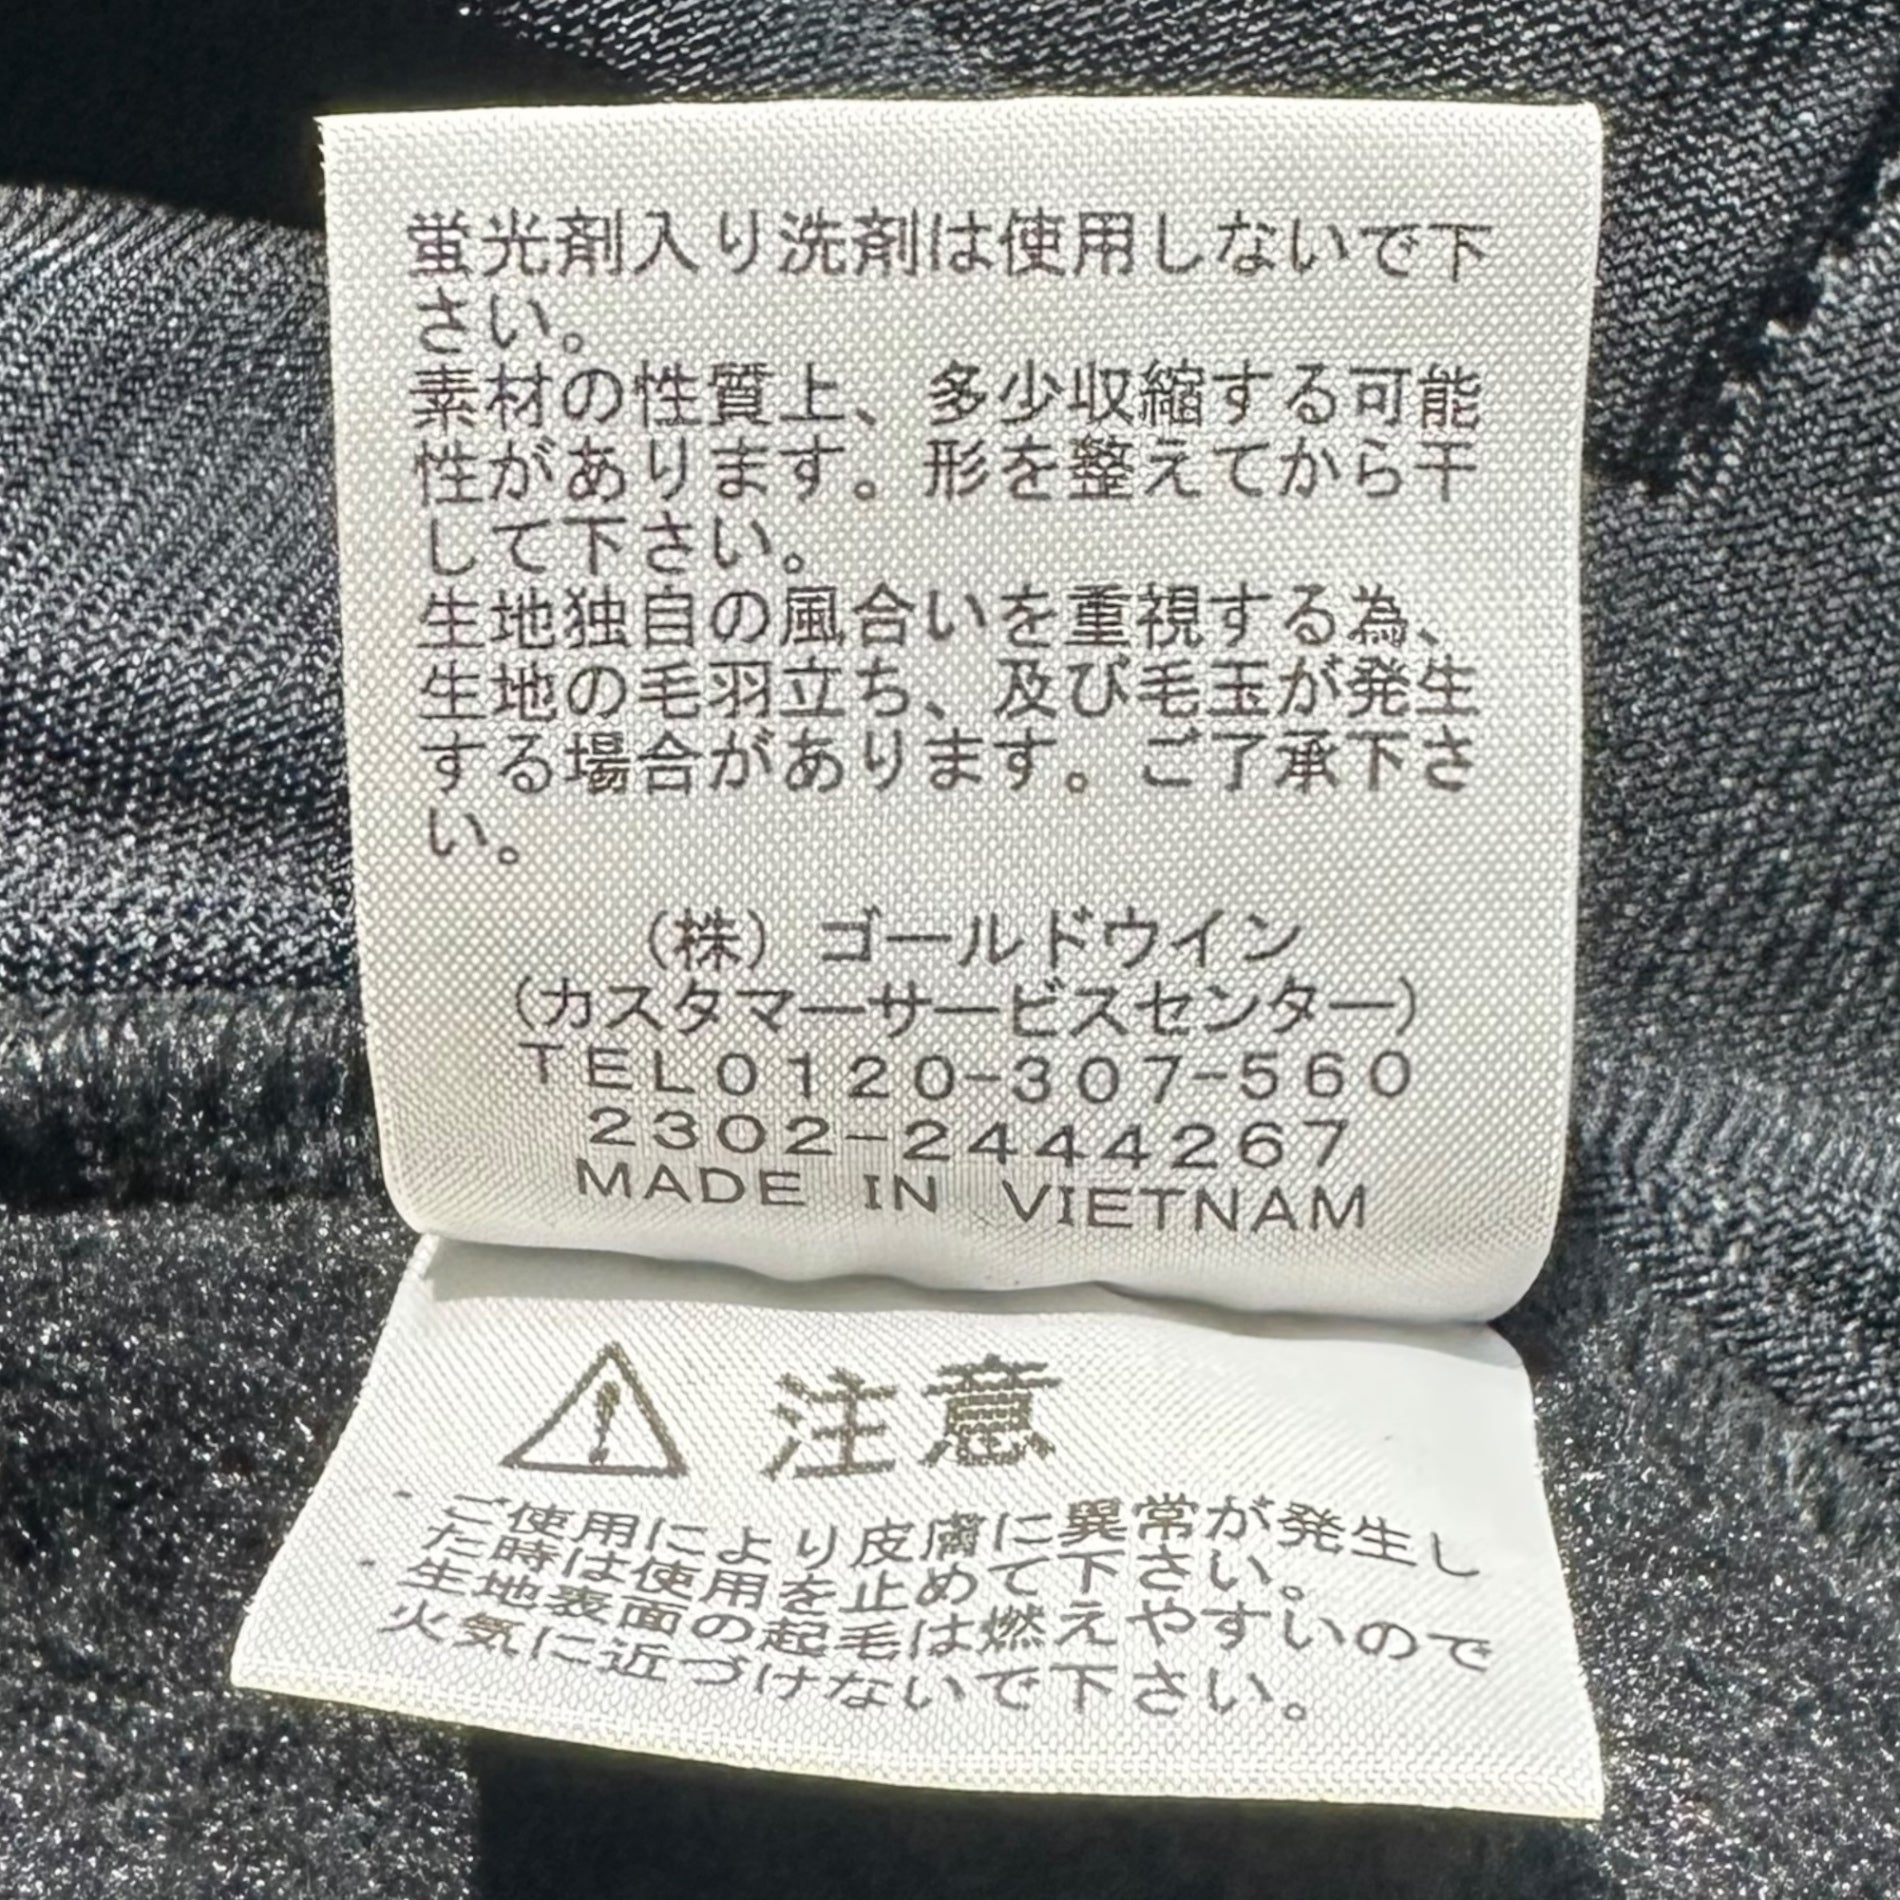 蛍光剤入り洗剤は使用しないで下
さい。
素材の性質上、多少収縮する可能
性があります。形を整えてから干
して下さい。
生地独自の風合いを重視する為、
生地の毛羽立ち、及び毛玉が発生
する場合があります。ご了承下さ
い。
(株) ゴールドウイン
(カスタマーサービスセンター)
TEL0120-307-560
2302-2444267
MADE IN VIETNAM
注意
・ご使用により皮膚に異常が発生し
た時は使用を止めて下さい。
・生地表面の起毛は燃えやすいので
火気に近づけないで下さい。